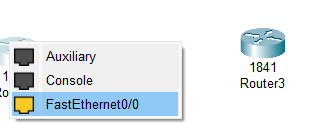 Auxiliary
Console
FastEthernet0/0
1841
Router3